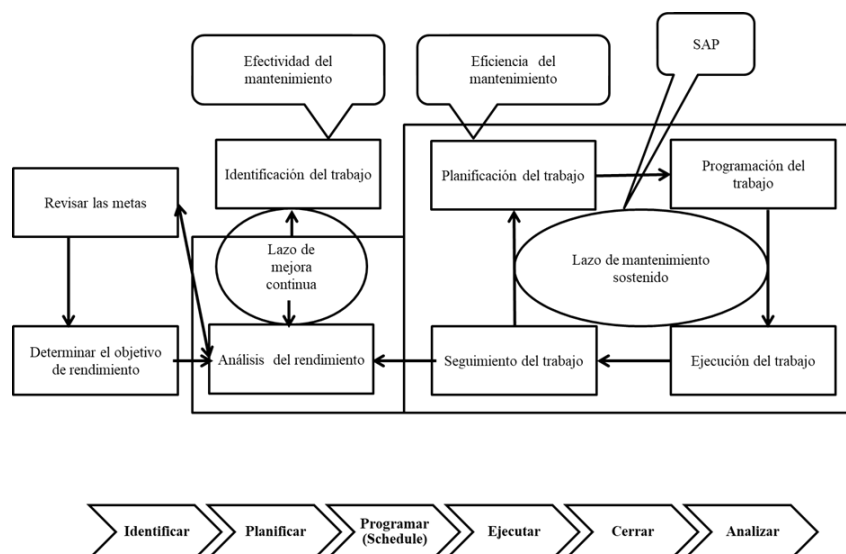 Efectividad del
mantenimiento
Eficiencia del
mantenimiento
SAP
Identificación del trabajo
Planificación del trabajo
Programación del
trabajo
Revisar las metas
Lazo de
mejora
continua
Lazo de mantenimiento
sostenido
Determinar el objetivo
de rendimiento
Análisis del rendimiento
Seguimiento del trabajo
Ejecución del trabajo
Identificar
Planificar
Programar
(Schedule)
Ejecutar
Cerrar
Analizar